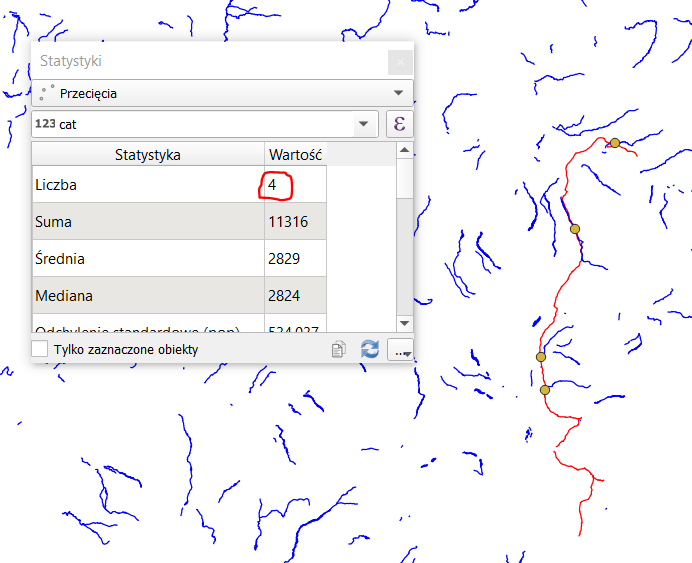 Statystyki
Przecięcia
123 cat
ε
Statystyka Wartość
Liczba 4
Suma 11316
Średnia 2829
Mediana 2824
Odchylenie standardowe (pop) 534,037
Tylko zaznaczone obiekty
...